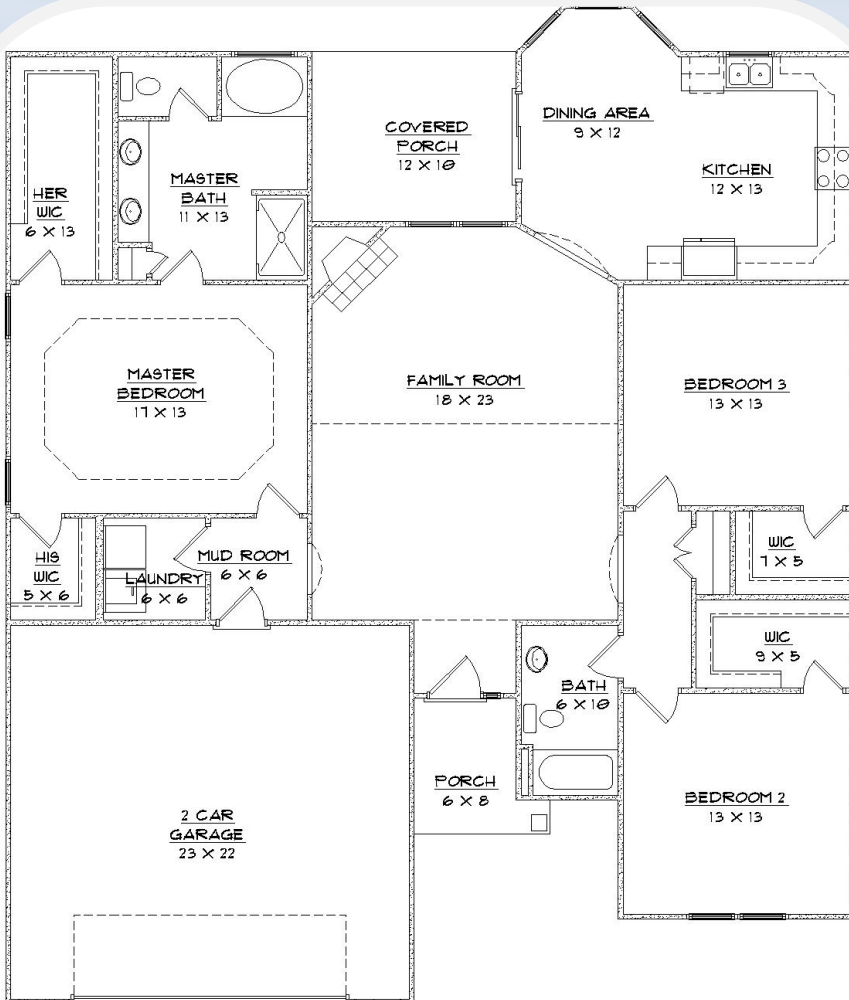 COVERED
PORCH
12 X 10
DINING AREA
9 X 12
KITCHEN
12 X 13
HER
WIC
6 X 13
MASTER
BATH
11 X 13
MASTER
BEDROOM
17 X 13
FAMILY ROOM
18 X 23
BEDROOM 3
13 X 13
HIS
WIC
5 X 6
LAUNDRY
6 X 6
MUD ROOM
6 X 6
WIC
7 X 5
WIC
9 X 5
BATH
6 X 10
PORCH
6 X 8
2 CAR
GARAGE
23 X 22
BEDROOM 2
13 X 13